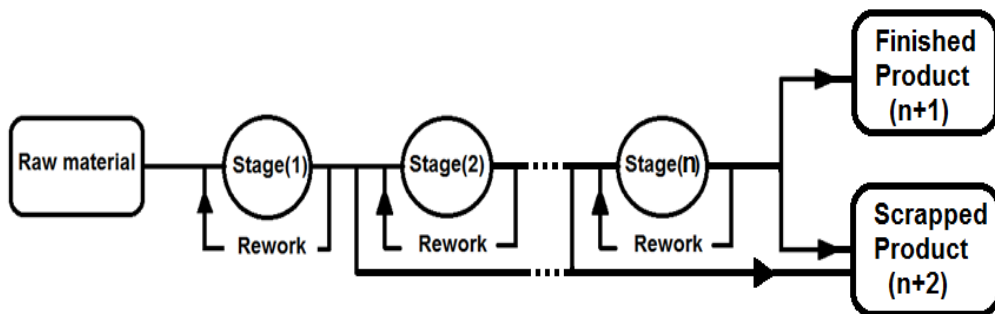 Raw material
Stage(1)
Rework
Stage(2)
Rework
Stage(n)
Rework
Finished
Product
(n+1)
Scrapped
Product
(n+2)